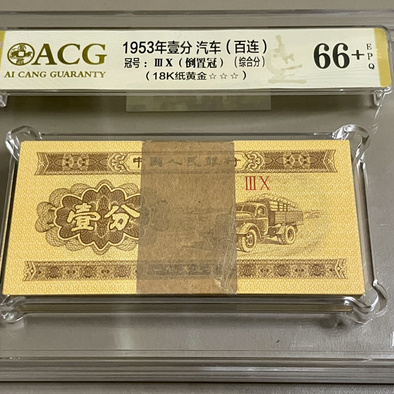 ACG
AI CANG GUARANTY
1953年壹分 汽车（百连）
冠号：ⅢⅩ（倒置冠）（综合分）
（18K纸黄金☆☆☆）
66+
EPQ
中国人民银行
ⅢⅩ
壹分